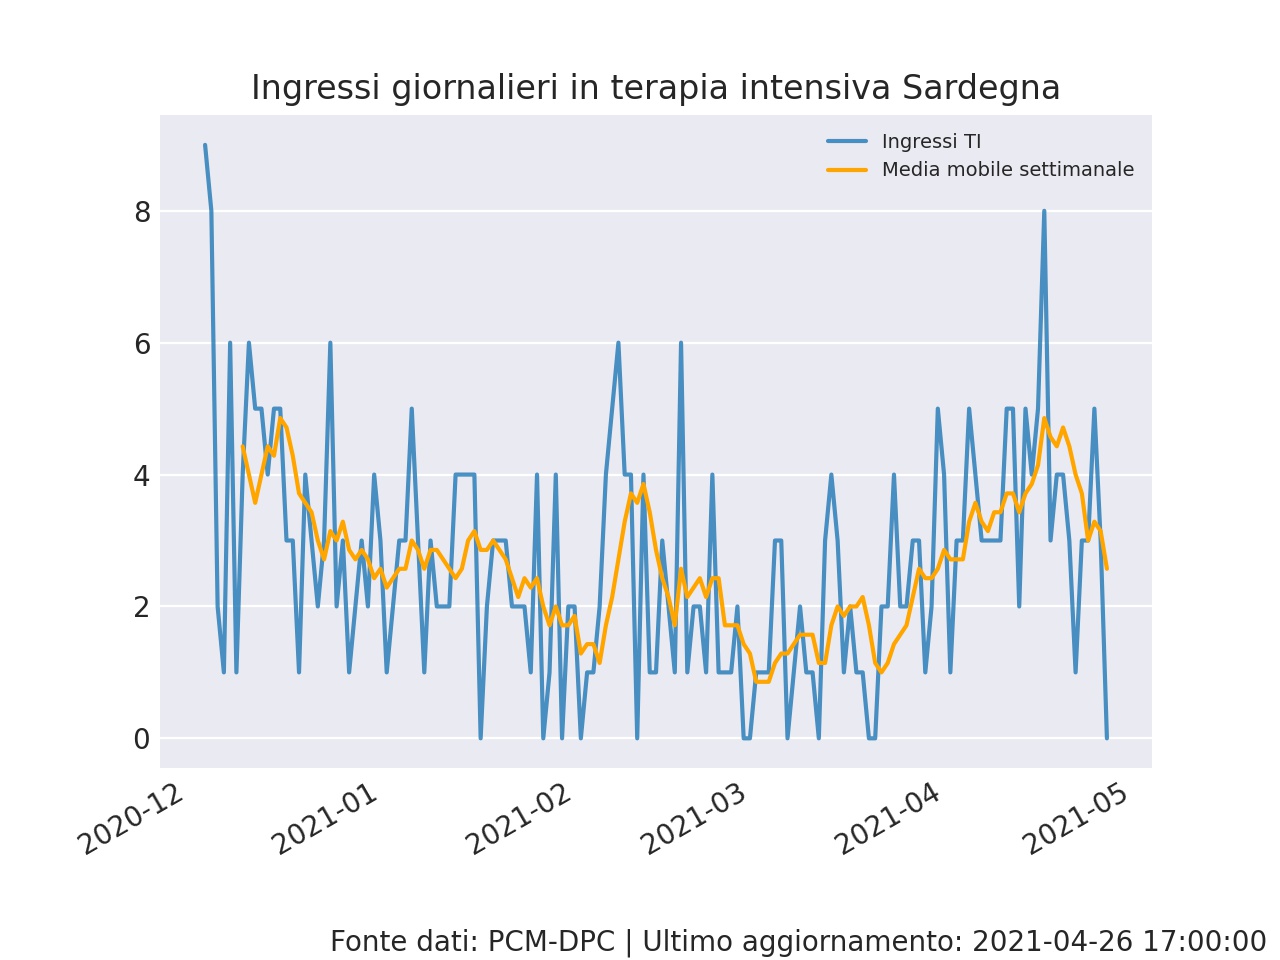 Ingressi giornalieri in terapia intensiva Sardegna
Ingressi TI
Media mobile settimanale
8
6
4
2
0
2020-12
2021-01
2021-02
2021-03
2021-04
2021-05
Fonte dati: PCM-DPC | Ultimo aggiornamento: 2021-04-26 17:00:00